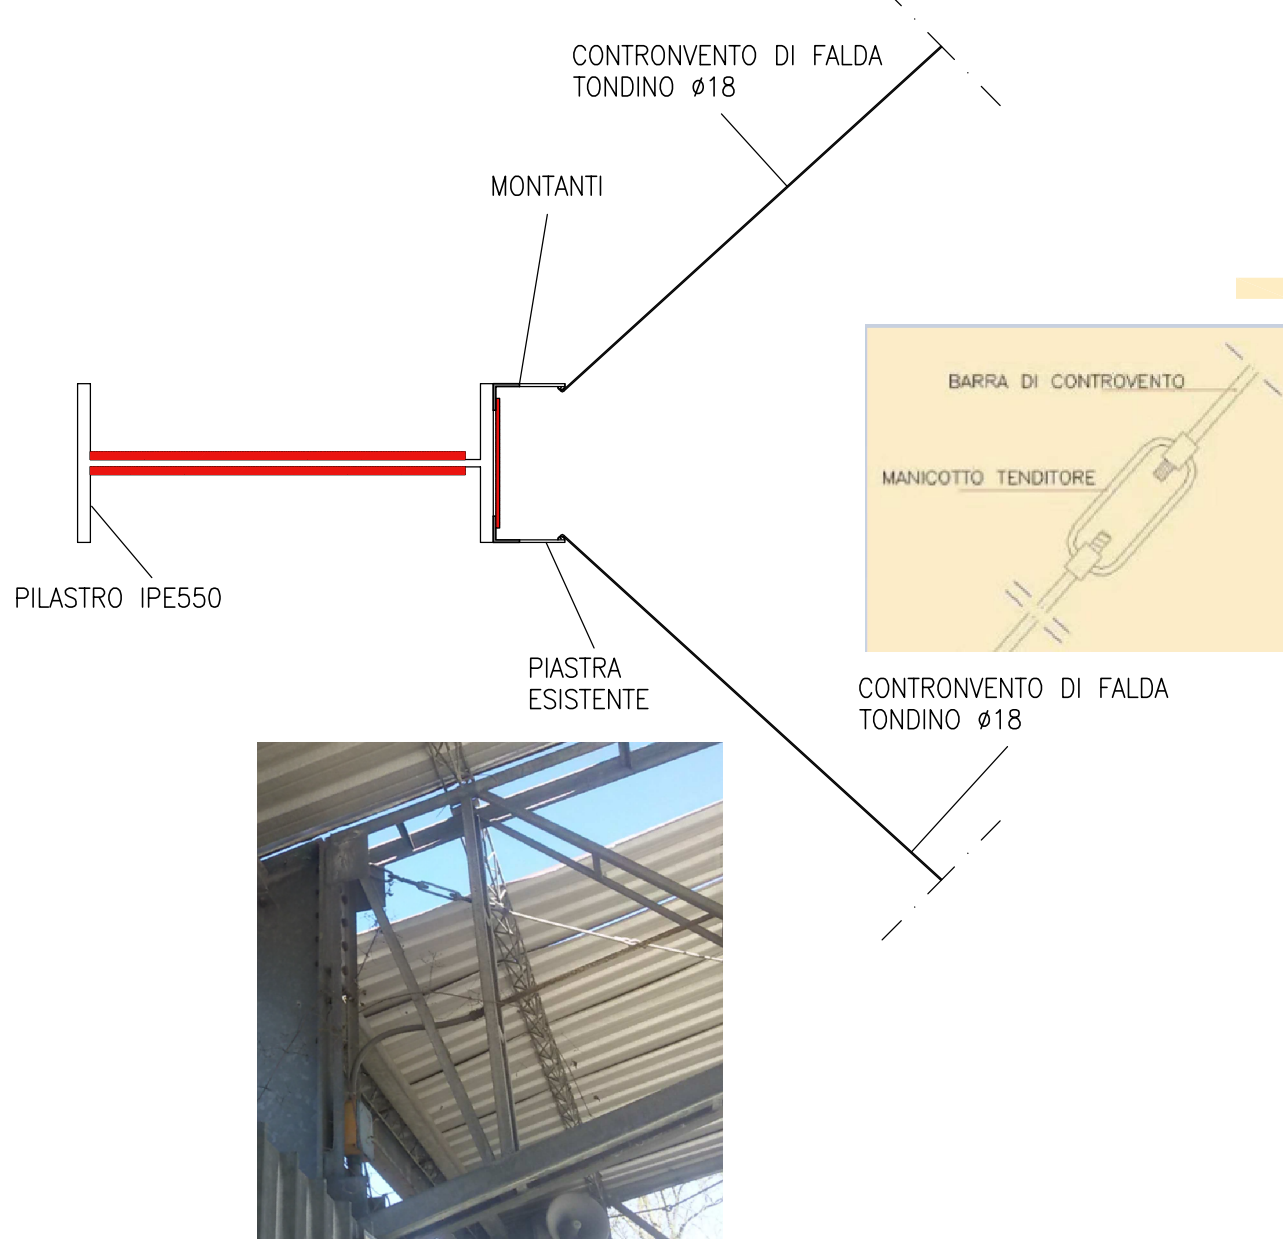 CONTRONVENTO DI FALDA
TONDINO ø18
MONTANTI
BARRA DI CONTROVENTO
MANICOTTO TENDITORE
PILASTRO IPE550
PIASTRA
ESISTENTE
CONTRONVENTO DI FALDA
TONDINO ø18